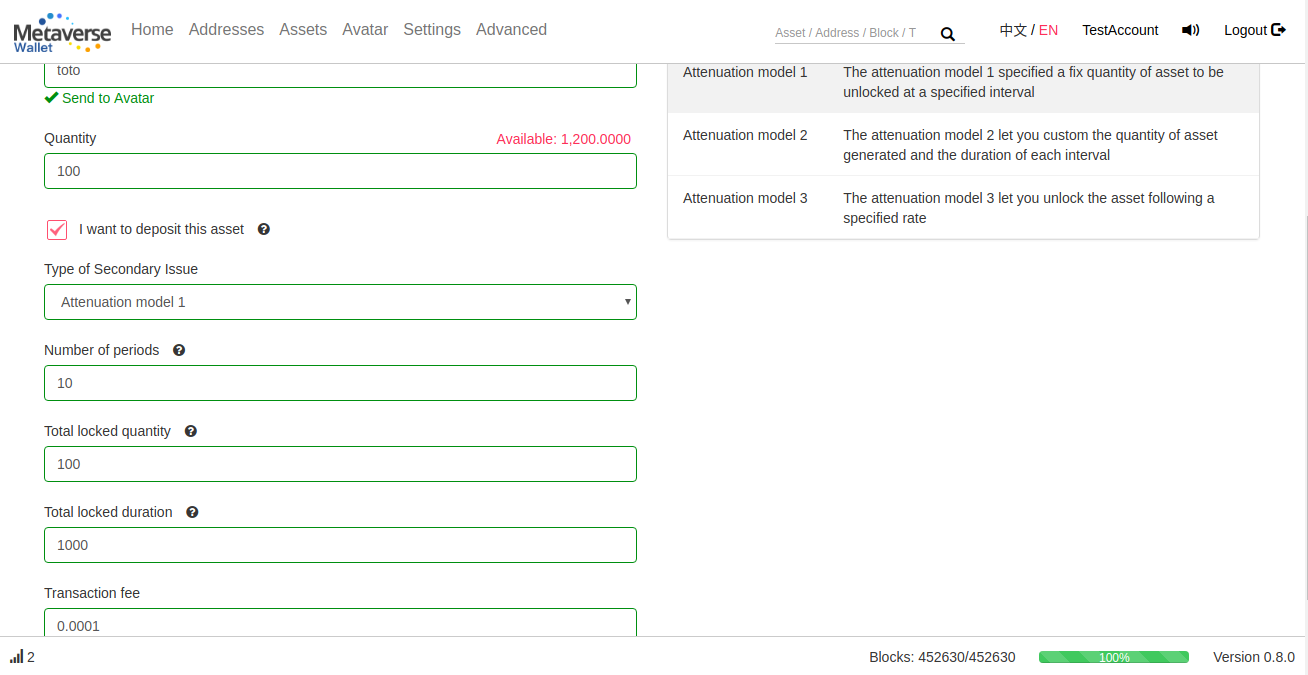 Metaverse
Wallet
Home Addresses Assets Avatar Settings Advanced
Asset / Address / Block / T
中文 / EN
TestAccount
Logout
toto
Send to Avatar
Quantity
Available: 1,200.0000
100
I want to deposit this asset
Type of Secondary Issue
Attenuation model 1
Number of periods
10
Total locked quantity
100
Total locked duration
1000
Transaction fee
0.0001
Attenuation model 1
The attenuation model 1 specified a fix quantity of asset to be
unlocked at a specified interval
Attenuation model 2
The attenuation model 2 let you custom the quantity of asset
generated and the duration of each interval
Attenuation model 3
The attenuation model 3 let you unlock the asset following a
specified rate
2
Blocks: 452630/452630
100%
Version 0.8.0